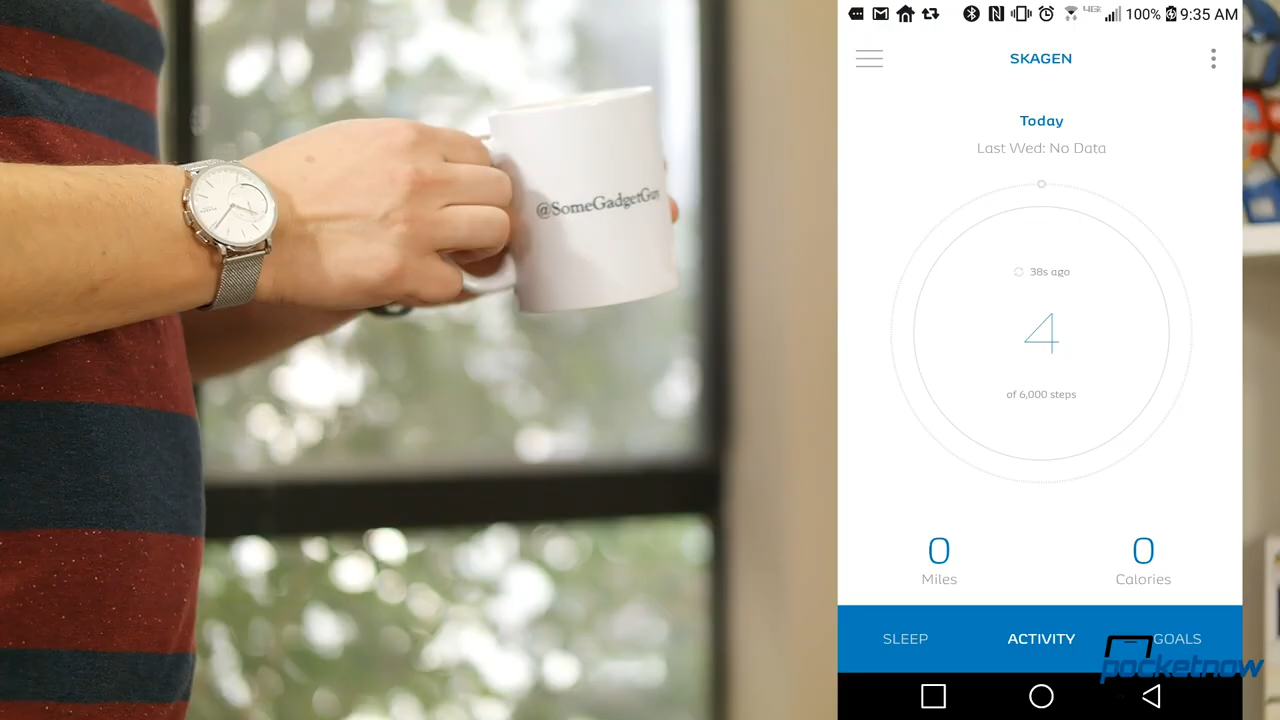 @SomeGadgetGuy
4G
100% 9:35 AM
SKAGEN
Today
Last Wed: No Data
38s ago
4
of 6,000 steps
0
0
Miles
Calories
SLEEP
ACTIVITY
GOALS
pocketnow